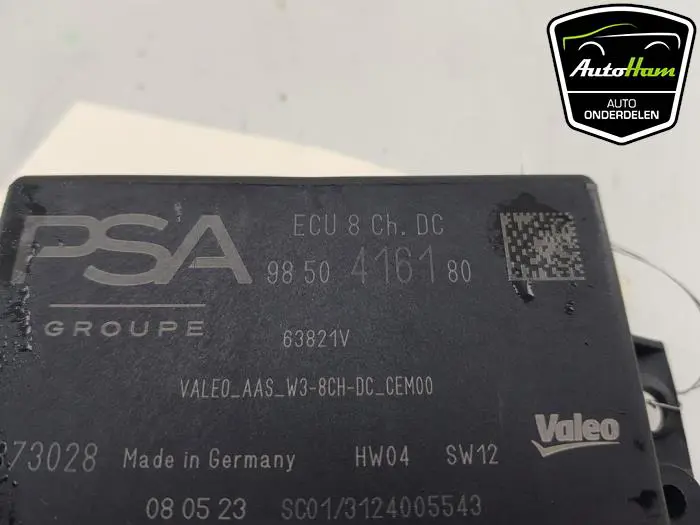 AutoHam
AUTO
ONDERDELEN
PSA
GROUPE
ECU 8 Ch. DC
98 50 4161 80
63821V
VALEO_AAS_W3-8CH-DC_CEM00
373028 Made in Germany HW04 SW12
Valeo
08 05 23 SC01/3124005543